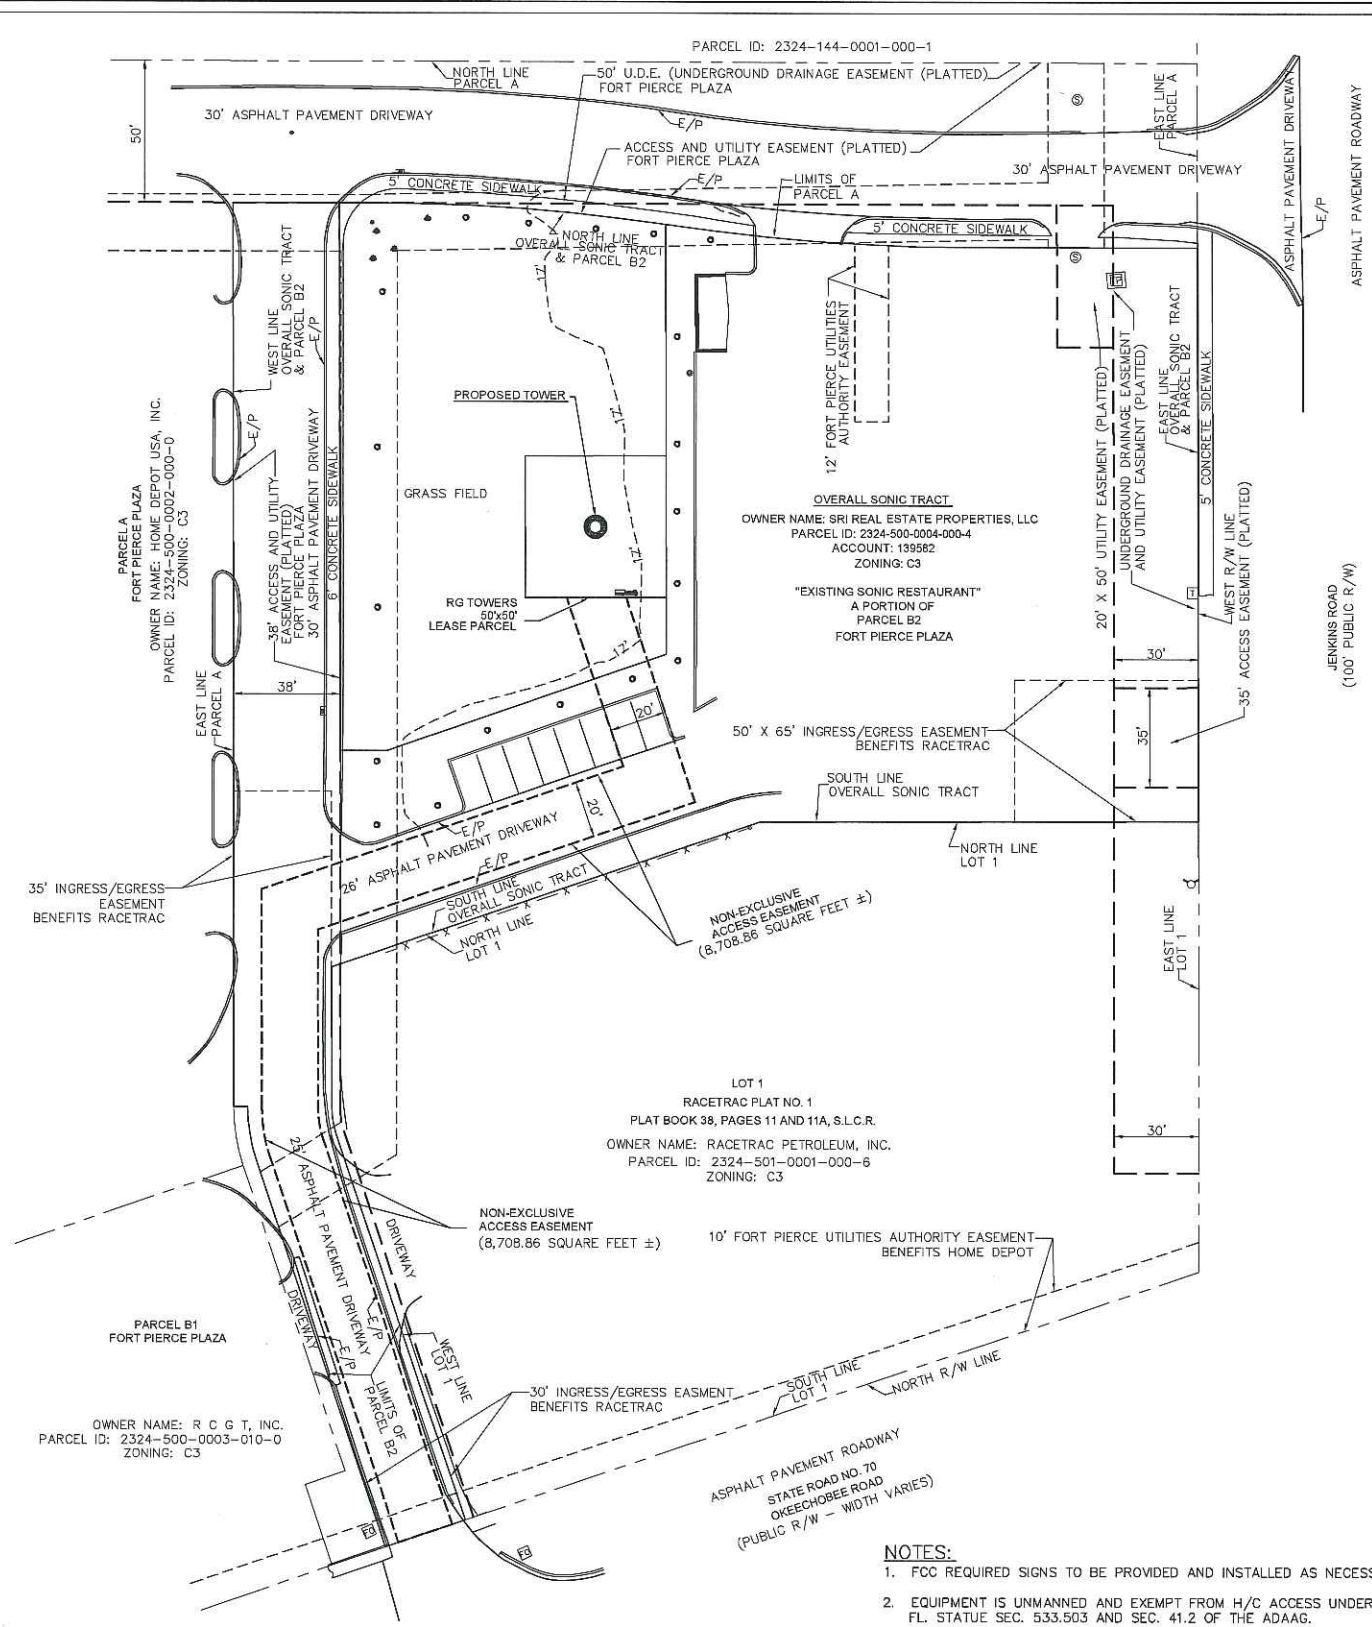 PARCEL ID: 2324-144-0001-000-1
NORTH LINE
PARCEL A
50' U.D.E. (UNDERGROUND DRAINAGE EASEMENT (PLATTED)
FORT PIERCE PLAZA
EAST LINE
PARCEL A
ASPHALT PAVEMENT DRIVEWAY
ASPHALT PAVEMENT ROADWAY
50'
30' ASPHALT PAVEMENT DRIVEWAY
E/P
ACCESS AND UTILITY EASEMENT (PLATTED)
FORT PIERCE PLAZA
S
30' ASPHALT PAVEMENT DRIVEWAY
E/P
5' CONCRETE SIDEWALK
E/P
LIMITS OF
PARCEL A
5' CONCRETE SIDEWALK
NORTH LINE
OVERALL SONIC TRACT
& PARCEL B2
S
WEST LINE
OVERALL SONIC TRACT
& PARCEL B2
E/P
12'
12' FORT PIERCE UTILITIES
AUTHORITY EASEMENT
20' X 50' UTILITY EASEMENT (PLATTED)
UNDERGROUND DRAINAGE EASEMENT
AND UTILITY EASEMENT (PLATTED)
EAST LINE
OVERALL SONIC TRACT
& PARCEL B2
5' CONCRETE SIDEWALK
PROPOSED TOWER
12'
PARCEL A
FORT PIERCE PLAZA
OWNER NAME: HOME DEPOT USA, INC.
PARCEL ID: 2324-500-0002-000-0
ZONING: C3
E/P
38' ACCESS AND UTILITY
EASEMENT (PLATTED)
FORT PIERCE PLAZA
30' ASPHALT PAVEMENT DRIVEWAY
6' CONCRETE SIDEWALK
GRASS FIELD
12'
OVERALL SONIC TRACT
OWNER NAME: SRI REAL ESTATE PROPERTIES, LLC
PARCEL ID: 2324-500-0004-000-4
ACCOUNT: 139582
ZONING: C3
"EXISTING SONIC RESTAURANT"
A PORTION OF
PARCEL B2
FORT PIERCE PLAZA
T
WEST R/W LINE
35' ACCESS EASEMENT (PLATTED)
JENKINS ROAD
(100' PUBLIC R/W)
RG TOWERS
50'x50'
LEASE PARCEL
12'
30'
EAST LINE
PARCEL A
38'
20'
50' X 65' INGRESS/EGRESS EASEMENT
BENEFITS RACETRAC
35'
SOUTH LINE
OVERALL SONIC TRACT
20'
E/P
26' ASPHALT PAVEMENT DRIVEWAY
E/P
NORTH LINE
LOT 1
35' INGRESS/EGRESS
EASEMENT
BENEFITS RACETRAC
SOUTH LINE
OVERALL SONIC TRACT
NORTH LINE
LOT 1
NON-EXCLUSIVE
ACCESS EASEMENT
(8,708.86 SQUARE FEET ±)
EAST LINE
LOT 1
LOT 1
RACETRAC PLAT NO. 1
PLAT BOOK 38, PAGES 11 AND 11A, S.L.C.R.
OWNER NAME: RACETRAC PETROLEUM, INC.
PARCEL ID: 2324-501-0001-000-6
ZONING: C3
30'
25' ASPHALT PAVEMENT DRIVEWAY
NON-EXCLUSIVE
ACCESS EASEMENT
(8,708.86 SQUARE FEET ±)
DRIVEWAY
10' FORT PIERCE UTILITIES AUTHORITY EASEMENT
BENEFITS HOME DEPOT
DRIVEWAY
E/P
E/P
PARCEL B1
FORT PIERCE PLAZA
WEST LINE
LOT 1
LIMITS OF
PARCEL B2
30' INGRESS/EGRESS EASMENT
BENEFITS RACETRAC
SOUTH LINE
LOT 1
NORTH R/W LINE
OWNER NAME: R C G T, INC.
PARCEL ID: 2324-500-0003-010-0
ZONING: C3
ASPHALT PAVEMENT ROADWAY
STATE ROAD NO. 70
OKEECHOBEE ROAD
(PUBLIC R/W - WIDTH VARIES)
NOTES:
1. FCC REQUIRED SIGNS TO BE PROVIDED AND INSTALLED AS NECESS
2. EQUIPMENT IS UNMANNED AND EXEMPT FROM H/C ACCESS UNDER
FL. STATUE SEC. 533.503 AND SEC. 41.2 OF THE ADAAG.